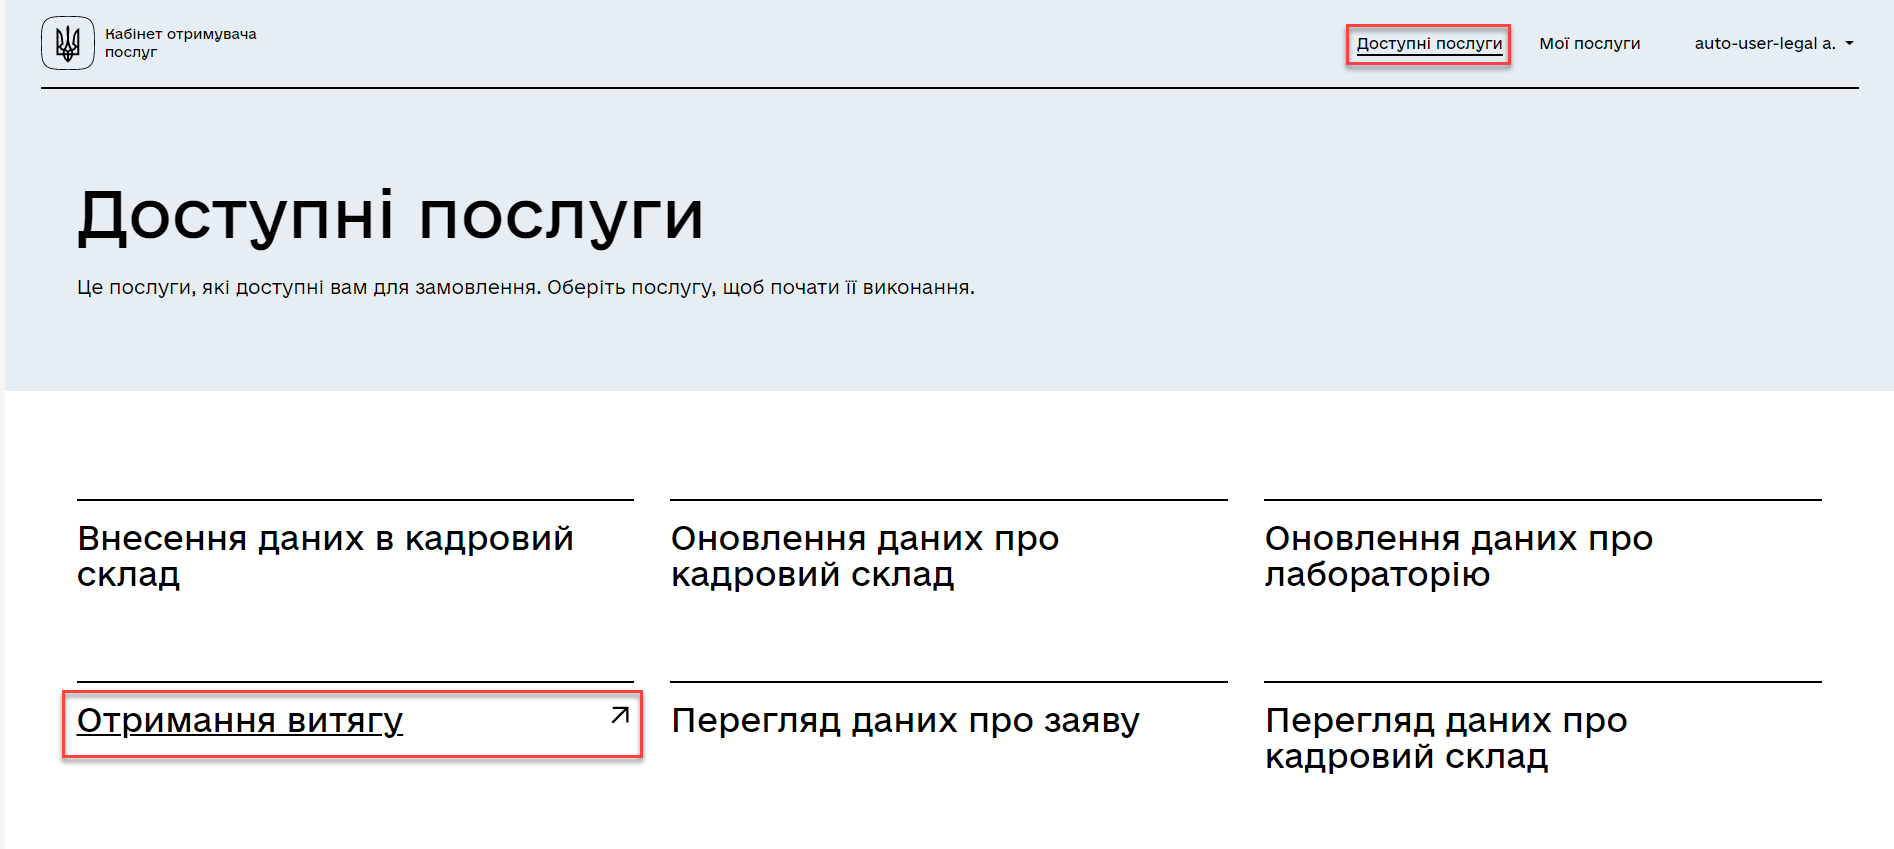 Кабінет отримувача
послуг
Доступні послуги
Мої послуги
auto-user-legal a.
Доступні послуги
Це послуги, які доступні вам для замовлення. Оберіть послугу, щоб почати її виконання.
Внесення даних в кадровий
склад
Оновлення даних про
кадровий склад
Оновлення даних про
лабораторію
Отримання витягу
Перегляд даних про заяву
Перегляд даних про
кадровий склад